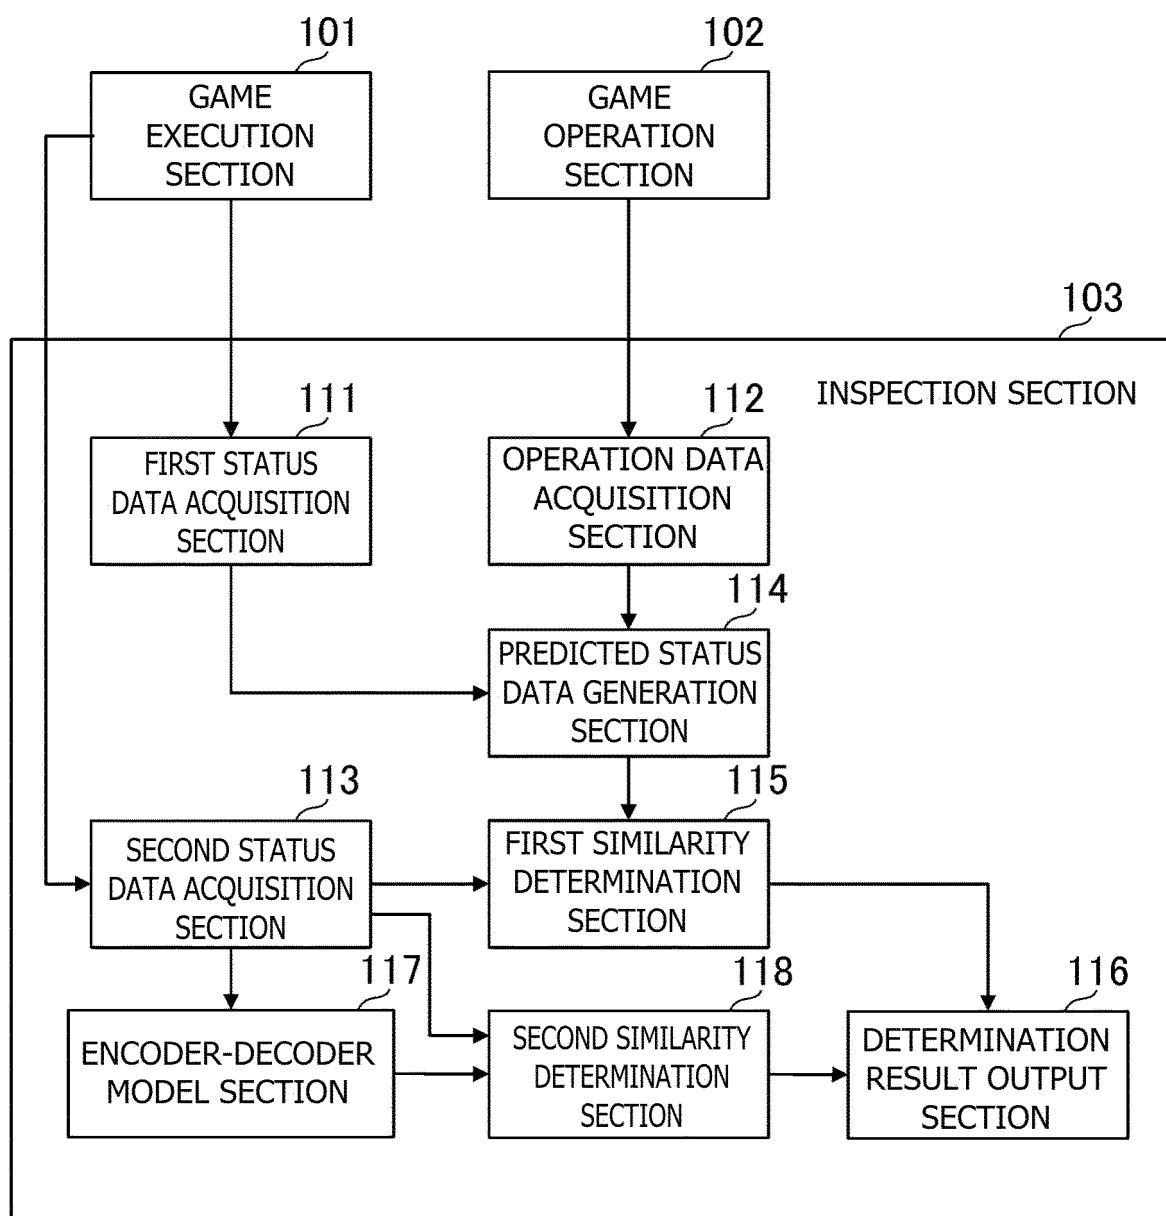 101
GAME
EXECUTION
SECTION
102
GAME
OPERATION
SECTION
103
INSPECTION SECTION
111
FIRST STATUS
DATA ACQUISITION
SECTION
112
OPERATION DATA
ACQUISITION
SECTION
114
PREDICTED STATUS
DATA GENERATION
SECTION
113
SECOND STATUS
DATA ACQUISITION
SECTION
115
FIRST SIMILARITY
DETERMINATION
SECTION
117
ENCODER-DECODER
MODEL SECTION
118
SECOND SIMILARITY
DETERMINATION
SECTION
116
DETERMINATION
RESULT OUTPUT
SECTION